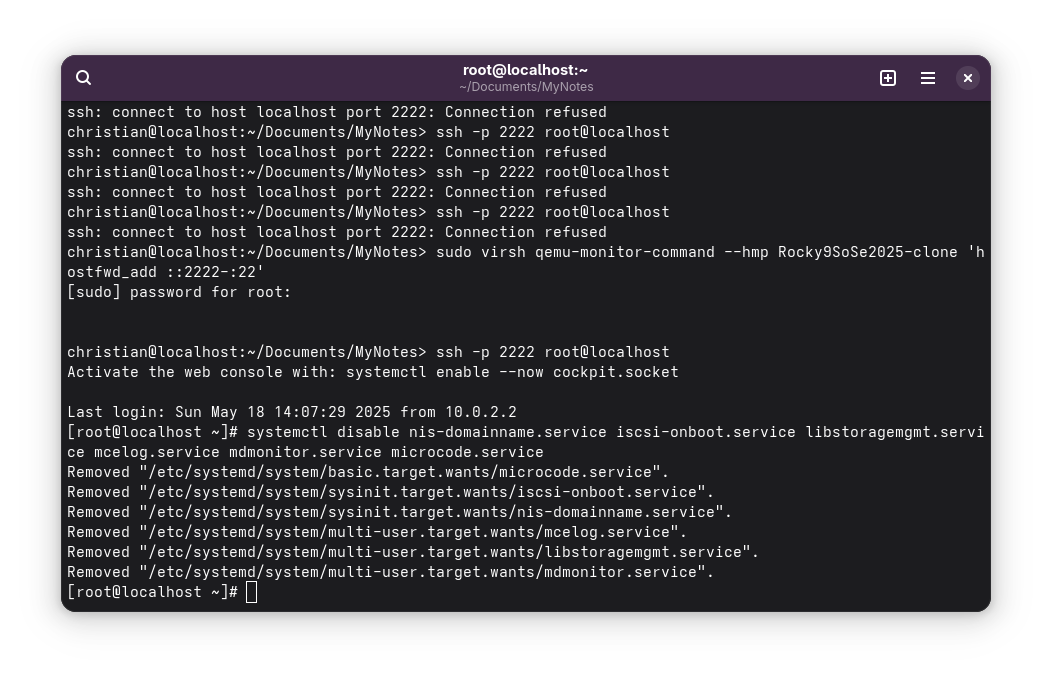 root@localhost:~
~/Documents/MyNotes
ssh: connect to host localhost port 2222: Connection refused
christian@localhost:~/Documents/MyNotes> ssh -p 2222 root@localhost
ssh: connect to host localhost port 2222: Connection refused
christian@localhost:~/Documents/MyNotes> ssh -p 2222 root@localhost
ssh: connect to host localhost port 2222: Connection refused
christian@localhost:~/Documents/MyNotes> ssh -p 2222 root@localhost
ssh: connect to host localhost port 2222: Connection refused
christian@localhost:~/Documents/MyNotes> sudo virsh qemu-monitor-command --hmp Rocky9SoSe2025-clone 'h
ostfwd_add ::2222-:22'
[sudo] password for root:
christian@localhost:~/Documents/MyNotes> ssh -p 2222 root@localhost
Activate the web console with: systemctl enable --now cockpit.socket
Last login: Sun May 18 14:07:29 2025 from 10.0.2.2
[root@localhost ~]# systemctl disable nis-domainname.service iscsi-onboot.service libstoragemgmt.servi
ce mcelog.service mdmonitor.service microcode.service
Removed "/etc/systemd/system/basic.target.wants/microcode.service".
Removed "/etc/systemd/system/sysinit.target.wants/iscsi-onboot.service".
Removed "/etc/systemd/system/sysinit.target.wants/nis-domainname.service".
Removed "/etc/systemd/system/multi-user.target.wants/mcelog.service".
Removed "/etc/systemd/system/multi-user.target.wants/libstoragemgmt.service".
Removed "/etc/systemd/system/multi-user.target.wants/mdmonitor.service".
[root@localhost ~]#